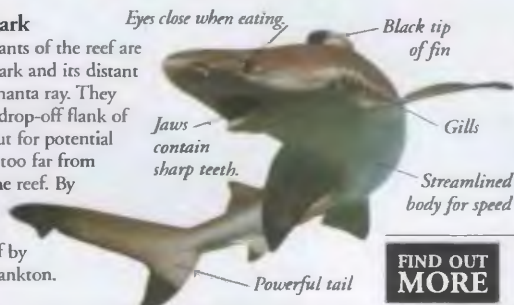 ark
ants of the reef are
ark and its distant
nanta ray. They
drop-off flank of
ut for potential
too far from
ne reef. By
f by
ankton.
Eyes close when eating.
Black tip
of fin
Jaws
contain
sharp teeth.
Gills
Streamlined
body for speed
Powerful tail
FIND OUT
MORE